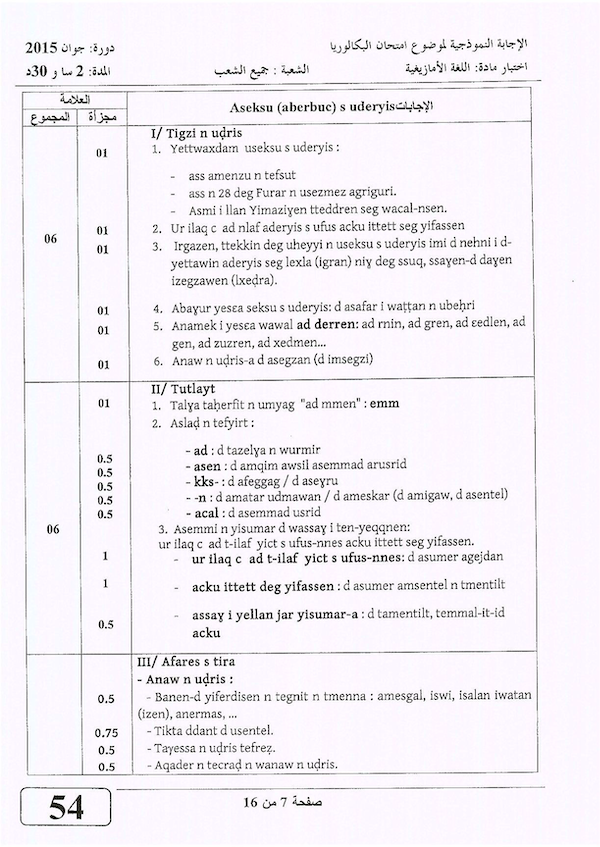 الإجابة النموذجية لموضوع امتحان البكالوريا
دورة: جوان 2015
اختبار مادة: اللغة الأمازيغية
الشعبة : جميع الشعب
المدة: 2 سا و 30د
العلامة
الإجابات Aseksu (aberbuc) s uderyis
المجموع
مجزأة
I/ Tigzi n uḍris
01 1. Yettwaxdam useksu s uderyis :
- ass amenzu n tefsut
- ass n 28 deg Furar n usezmez agriguri.
- Asmi i llan Yimaziɣen tteddren seg wacal-nsen.
01 2. Ur ilaq c ad nlaf aderyis s ufus acku ittett seg yifassen
06
01 3. Irgazen, ttekkin deg uheyyi n useksu s uderyis imi d nehni i d-
yettawin aderyis seg lexla (igran) niɣ deg ssuq, ssaɣen-d daɣen
izegzawen (lxeḍra).
01 4. Abaɣur yesɛa seksu s uderyis: d asafar i waṭṭan n ubeḥri
01 5. Anamek i yesɛa wawal ad derren: ad rnin, ad gren, ad ɛedlen, ad
gen, ad zuzren, ad xedmen...
01 6. Anaw n uḍris-a d asegzan (d imsegzi)
II/ Tutlayt
01 1. Talɣa taḥerfit n umyag "ad mmen" : emm
2. Aslaḍ n tefyirt :
0.5 - ad : d tazelɣa n wurmir
0.5 - asen : d amqim awsil asemmad arusrid
0.5 - kks- : d afeggag / d aseɣru
0.5 - -n : d amatar udmawan / d ameskar (d amigaw, d asentel)
0.5 - acal : d asemmad usrid
06
3. Asemmi n yisumar d wassaɣ i ten-yeqqnen:
ur ilaq c ad t-ilaf yict s ufus-nnes acku ittett seg yifassen.
1 - ur ilaq c ad t-ilaf yict s ufus-nnes: d asumer agejdan
1 - acku ittett deg yifassen : d asumer amsentel n tmentilt
0.5 - assaɣ i yellan jar yisumar-a : d tamentilt, temmal-it-id
acku
III/ Afares s tira
- Anaw n uḍris :
0.5 - Banen-d yiferdisen n tegnit n tmenna : amesgal, iswi, isalan iwatan
(izen), anermas, ...
0.75 - Tikta ddant d usentel.
0.5 - Taɣessa n uḍris tefreẓ.
0.5 - Aqader n tecraḍ n wanaw n uḍris.
54
صفحة 7 من 16